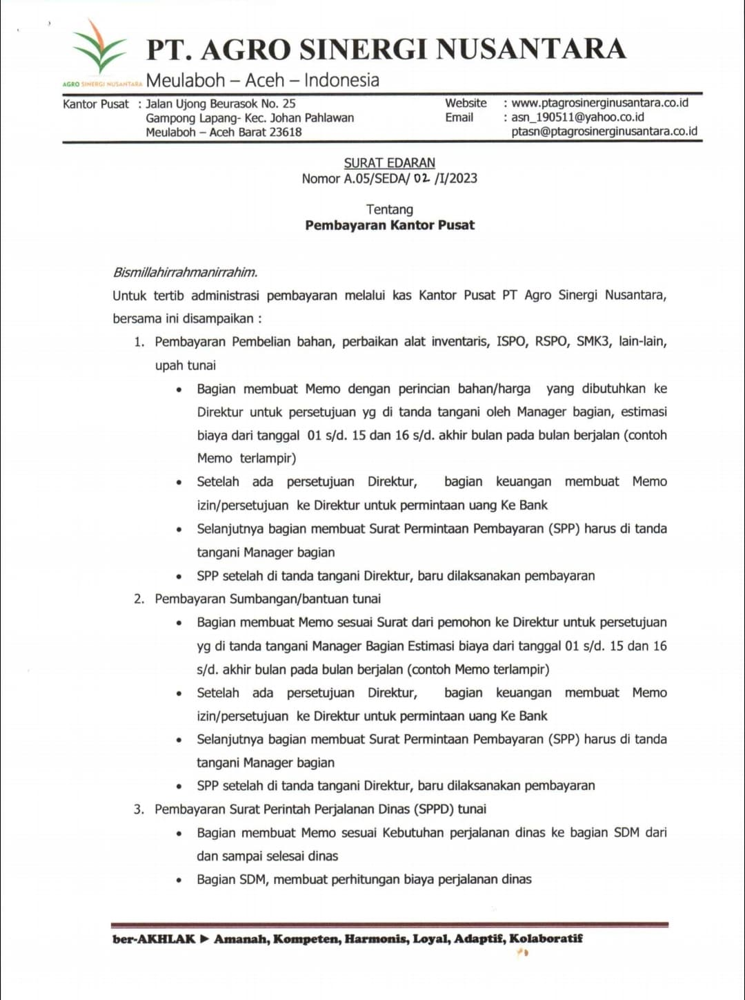 PT. AGRO SINERGI NUSANTARA
AGRO SINERGI NUSANTARA
Meulaboh – Aceh – Indonesia
Kantor Pusat : Jalan Ujong Beurasok No. 25
Gampong Lapang- Kec. Johan Pahlawan
Meulaboh – Aceh Barat 23618
Website : www.ptagrosinerginusantara.co.id
Email : asn_190511@yahoo.co.id
ptasn@ptagrosinerginusantara.co.id
SURAT EDARAN
Nomor A.05/SEDA/ 02 /I/2023
Tentang
Pembayaran Kantor Pusat
Bismillahirrahmanirrahim.
Untuk tertib administrasi pembayaran melalui kas Kantor Pusat PT Agro Sinergi Nusantara,
bersama ini disampaikan :
1. Pembayaran Pembelian bahan, perbaikan alat inventaris, ISPO, RSPO, SMK3, lain-lain,
upah tunai
• Bagian membuat Memo dengan perincian bahan/harga yang dibutuhkan ke
Direktur untuk persetujuan yg di tanda tangani oleh Manager bagian, estimasi
biaya dari tanggal 01 s/d. 15 dan 16 s/d. akhir bulan pada bulan berjalan (contoh
Memo terlampir)
• Setelah ada persetujuan Direktur, bagian keuangan membuat Memo
izin/persetujuan ke Direktur untuk permintaan uang Ke Bank
• Selanjutnya bagian membuat Surat Permintaan Pembayaran (SPP) harus di tanda
tangani Manager bagian
• SPP setelah di tanda tangani Direktur, baru dilaksanakan pembayaran
2. Pembayaran Sumbangan/bantuan tunai
• Bagian membuat Memo sesuai Surat dari pemohon ke Direktur untuk persetujuan
yg di tanda tangani Manager Bagian Estimasi biaya dari tanggal 01 s/d. 15 dan 16
s/d. akhir bulan pada bulan berjalan (contoh Memo terlampir)
• Setelah ada persetujuan Direktur, bagian keuangan membuat Memo
izin/persetujuan ke Direktur untuk permintaan uang Ke Bank
• Selanjutnya bagian membuat Surat Permintaan Pembayaran (SPP) harus di tanda
tangani Manager bagian
• SPP setelah di tanda tangani Direktur, baru dilaksanakan pembayaran
3. Pembayaran Surat Perintah Perjalanan Dinas (SPPD) tunai
• Bagian membuat Memo sesuai Kebutuhan perjalanan dinas ke bagian SDM dari
dan sampai selesai dinas
• Bagian SDM, membuat perhitungan biaya perjalanan dinas
ber-AKHLAK ▶ Amanah, Kompeten, Harmonis, Loyal, Adaptif, Kolaboratif